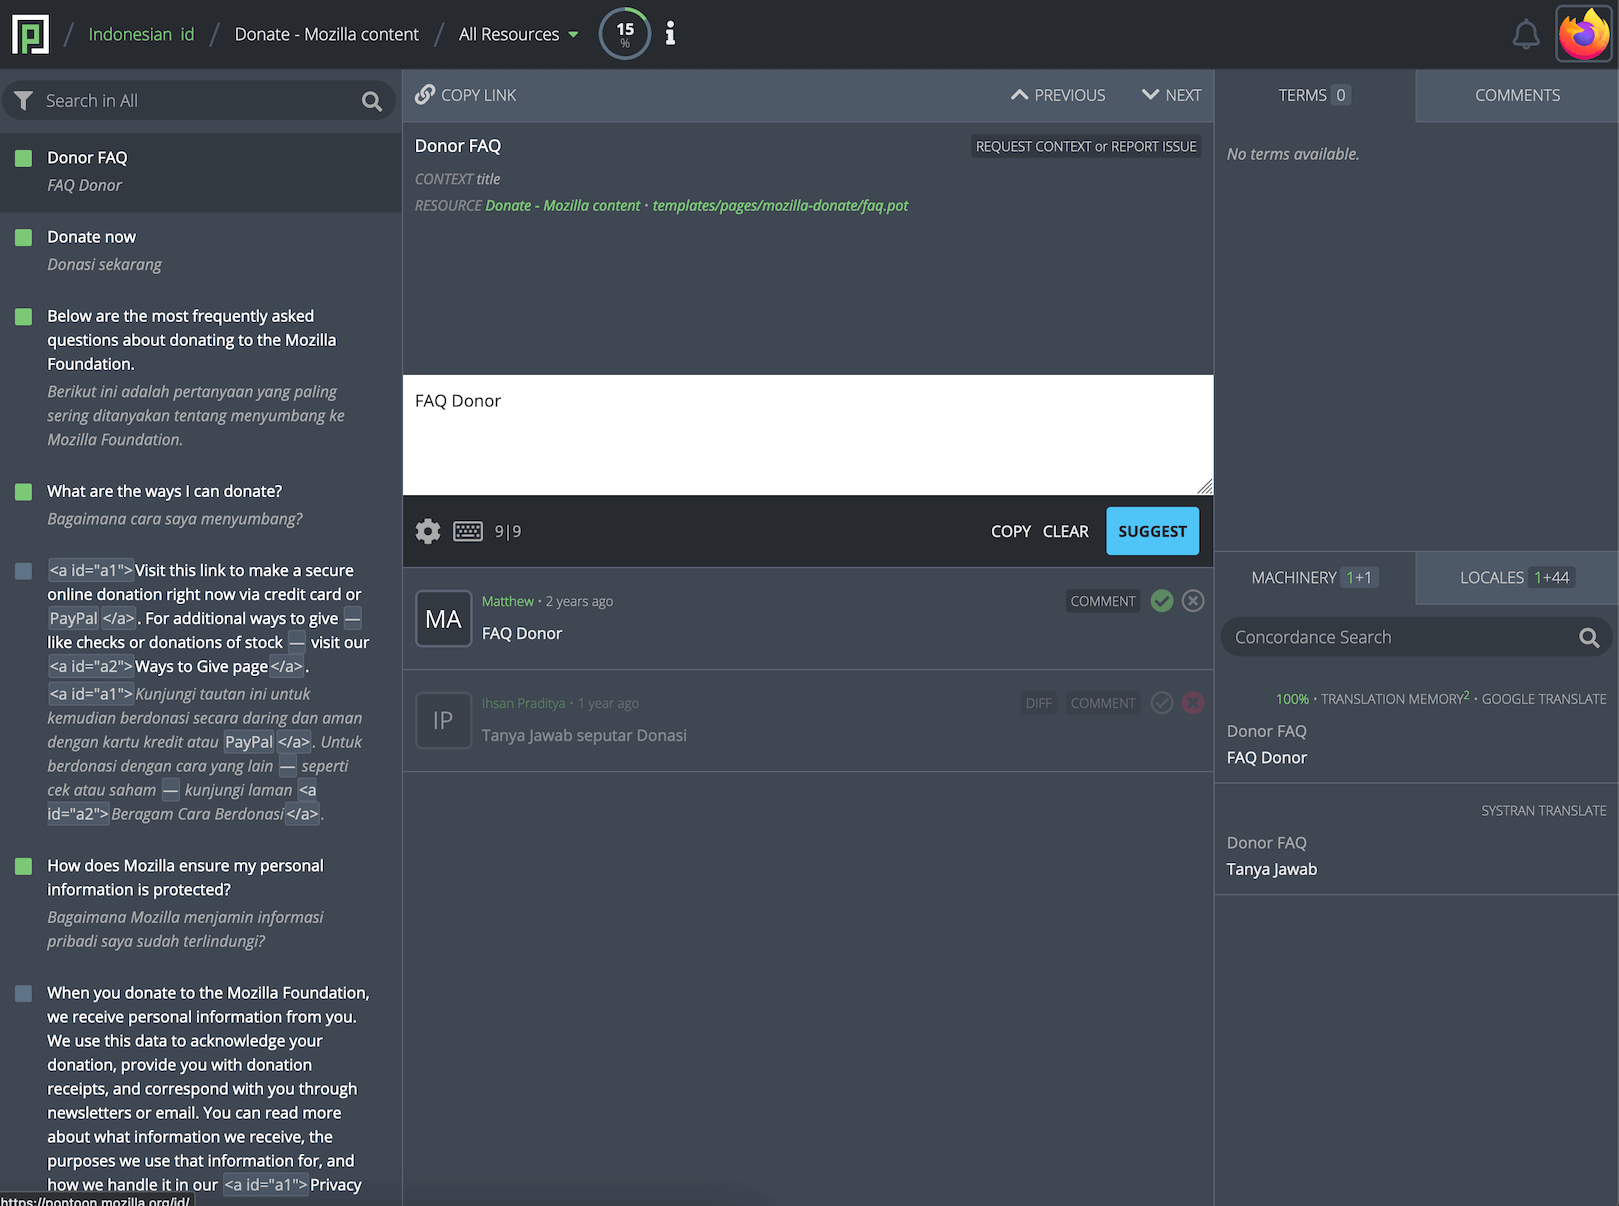 Indonesian id
Donate - Mozilla content
All Resources
15
%
Search in All
Donor FAQ
FAQ Donor
Donate now
Donasi sekarang
Below are the most frequently asked
questions about donating to the Mozilla
Foundation.
Berikut ini adalah pertanyaan yang paling
sering ditanyakan tentang menyumbang ke
Mozilla Foundation.
What are the ways I can donate?
Bagaimana cara saya menyumbang?
<a id="a1">Visit this link to make a secure
online donation right now via credit card or
PayPal </a>. For additional ways to give —
like checks or donations of stock — visit our
<a id="a2">Ways to Give page</a>.
<a id="a1">Kunjungi tautan ini untuk
kemudian berdonasi secara daring dan aman
dengan kartu kredit atau PayPal </a>. Untuk
berdonasi dengan cara yang lain — seperti
cek atau saham — kunjungi laman <a
id="a2">Beragam Cara Berdonasi</a>.
How does Mozilla ensure my personal
information is protected?
Bagaimana Mozilla menjamin informasi
pribadi saya sudah terlindungi?
When you donate to the Mozilla Foundation,
we receive personal information from you.
We use this data to acknowledge your
donation, provide you with donation
receipts, and correspond with you through
newsletters or email. You can read more
about what information we receive, the
purposes we use that information for, and
how we handle it in our <a id="a1">Privacy
https://pontoon.mozilla.org/id/
COPY LINK
PREVIOUS
NEXT
Donor FAQ
REQUEST CONTEXT or REPORT ISSUE
CONTEXT title
RESOURCE Donate - Mozilla content • templates/pages/mozilla-donate/faq.pot
FAQ Donor
9|9
COPY
CLEAR
SUGGEST
MA
Matthew • 2 years ago
COMMENT
FAQ Donor
IP
Ihsan Praditya • 1 year ago
DIFF
COMMENT
Tanya Jawab seputar Donasi
TERMS 0
COMMENTS
No terms available.
MACHINERY 1+1
LOCALES 1+44
Concordance Search
100% • TRANSLATION MEMORY2 • GOOGLE TRANSLATE
Donor FAQ
FAQ Donor
SYSTRAN TRANSLATE
Donor FAQ
Tanya Jawab